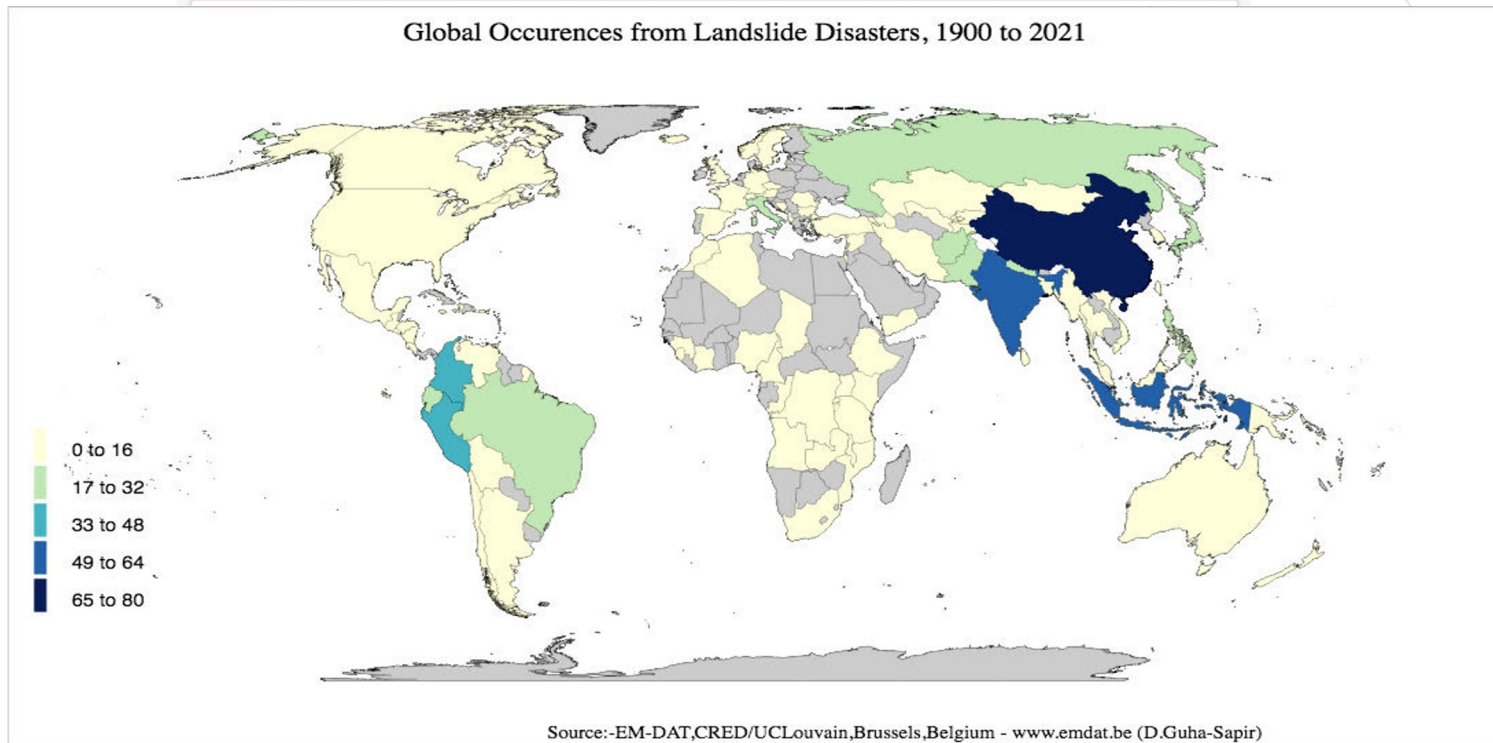 Global Occurences from Landslide Disasters, 1900 to 2021
0 to 16
17 to 32
33 to 48
49 to 64
65 to 80
Source:-EM-DAT,CRED/UCLouvain,Brussels,Belgium - www.emdat.be (D.Guha-Sapir)